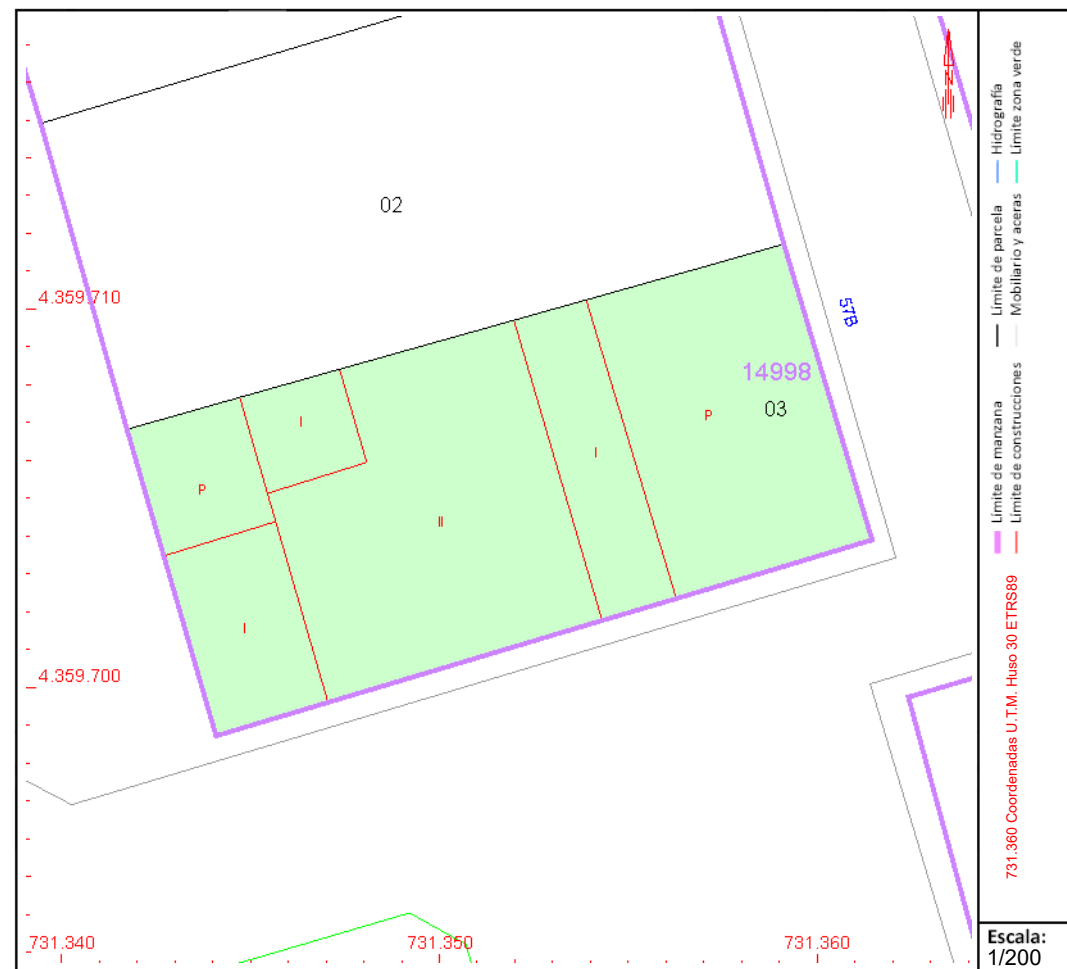 02
4.359.710
57B
14998
03
I
P
I
P
II
I
4.359.700
731.340
731.350
731.360
N
Límite de manzana
Límite de construcciones
Límite de parcela
Mobiliario y aceras
Hidrografía
Límite zona verde
731.360 Coordenadas U.T.M. Huso 30 ETRS89
Escala:
1/200